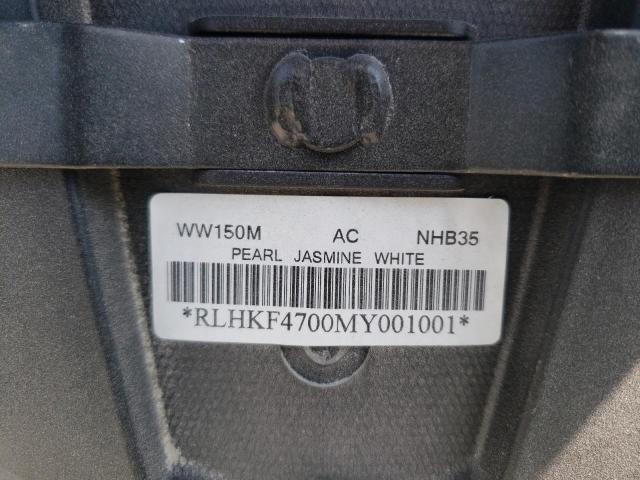 WW150M AC NHB35
PEARL JASMINE WHITE
*RLHKF4700MY001001*